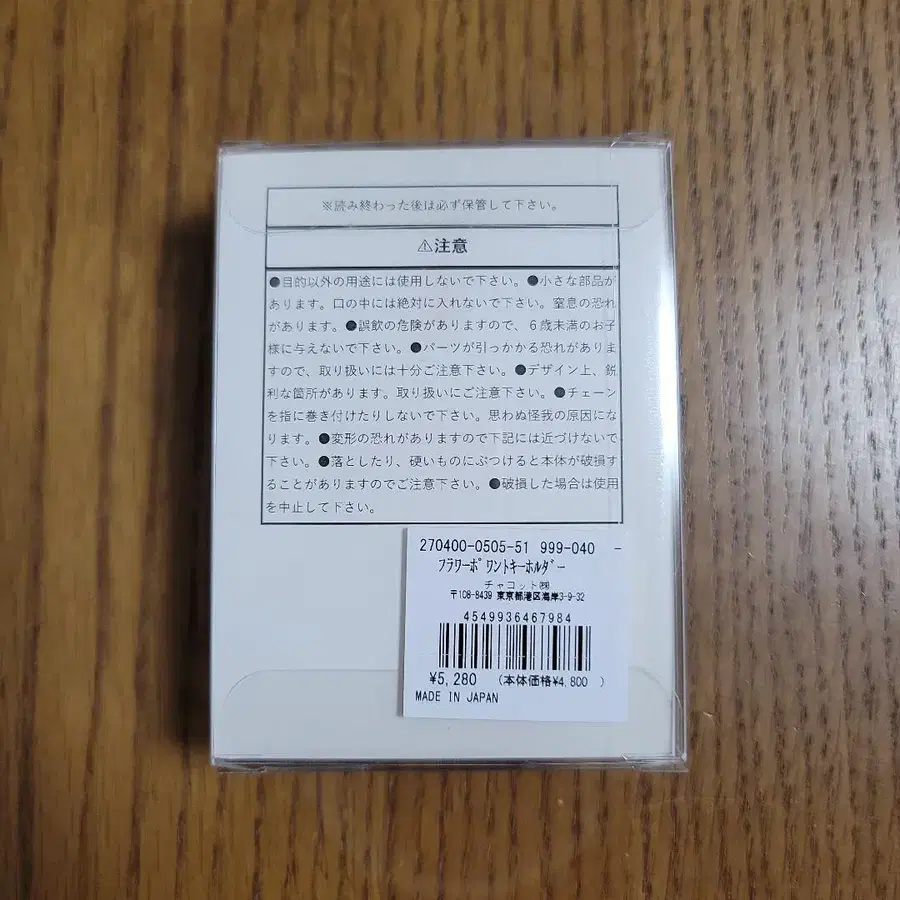 ※読み終わった後は必ず保管して下さい。
⚠注意
●目的以外の用途には使用しないで下さい。●小さな部品が
あります。口の中には絶対に入れないで下さい。窒息の恐れ
があります。●誤飲の危険がありますので、６歳未満のお子
様に与えないで下さい。●パーツが引っかかる恐れがありま
すので、取り扱いには十分ご注意下さい。●デザイン上、鋭
利な箇所があります。取り扱いにご注意下さい。●チェーン
を指に巻き付けたりしないで下さい。思わぬ怪我の原因にな
ります。●変形の恐れがありますので下記には近づけないで
下さい。●落としたり、硬いものにぶつけると本体が破損す
ることがありますのでご注意下さい。●破損した場合は使用
を中止して下さい。
270400-0505-51 999-040 -
ﾌﾗﾜｰﾎﾟﾜﾝﾄｷｰﾎﾙﾀﾞｰ
チャコット㈱
〒108-8439 東京都港区海岸3-9-32
4549936467984
¥5,280 (本体価格¥4,800 )
MADE IN JAPAN